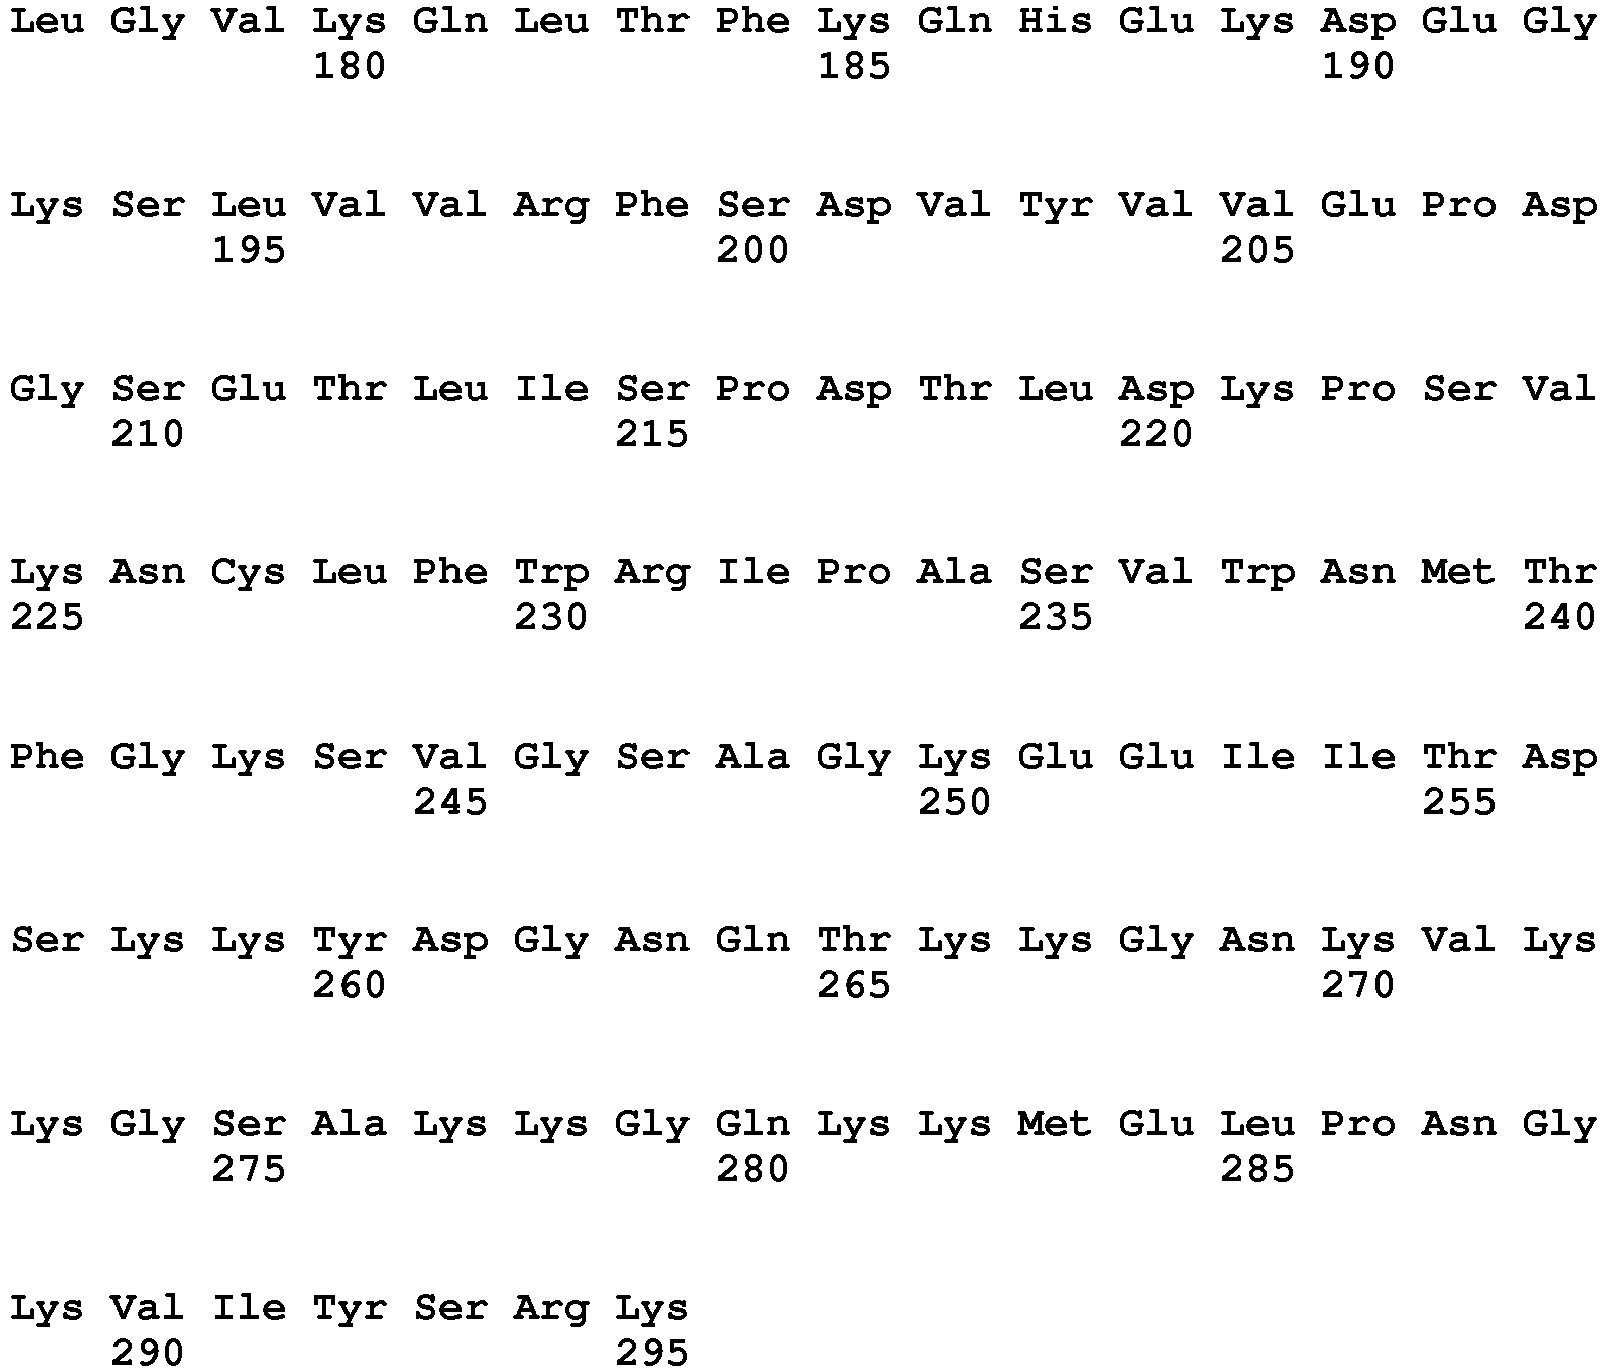 Leu Gly Val Lys Gln Leu Thr Phe Lys Gln His Glu Lys Asp Glu Gly
180 185 190
Lys Ser Leu Val Val Arg Phe Ser Asp Val Tyr Val Val Glu Pro Asp
195 200 205
Gly Ser Glu Thr Leu Ile Ser Pro Asp Thr Leu Asp Lys Pro Ser Val
210 215 220
Lys Asn Cys Leu Phe Trp Arg Ile Pro Ala Ser Val Trp Asn Met Thr
225 230 235 240
Phe Gly Lys Ser Val Gly Ser Ala Gly Lys Glu Glu Ile Ile Thr Asp
245 250 255
Ser Lys Lys Tyr Asp Gly Asn Gln Thr Lys Lys Gly Asn Lys Val Lys
260 265 270
Lys Gly Ser Ala Lys Lys Gly Gln Lys Lys Met Glu Leu Pro Asn Gly
275 280 285
Lys Val Ile Tyr Ser Arg Lys
290 295